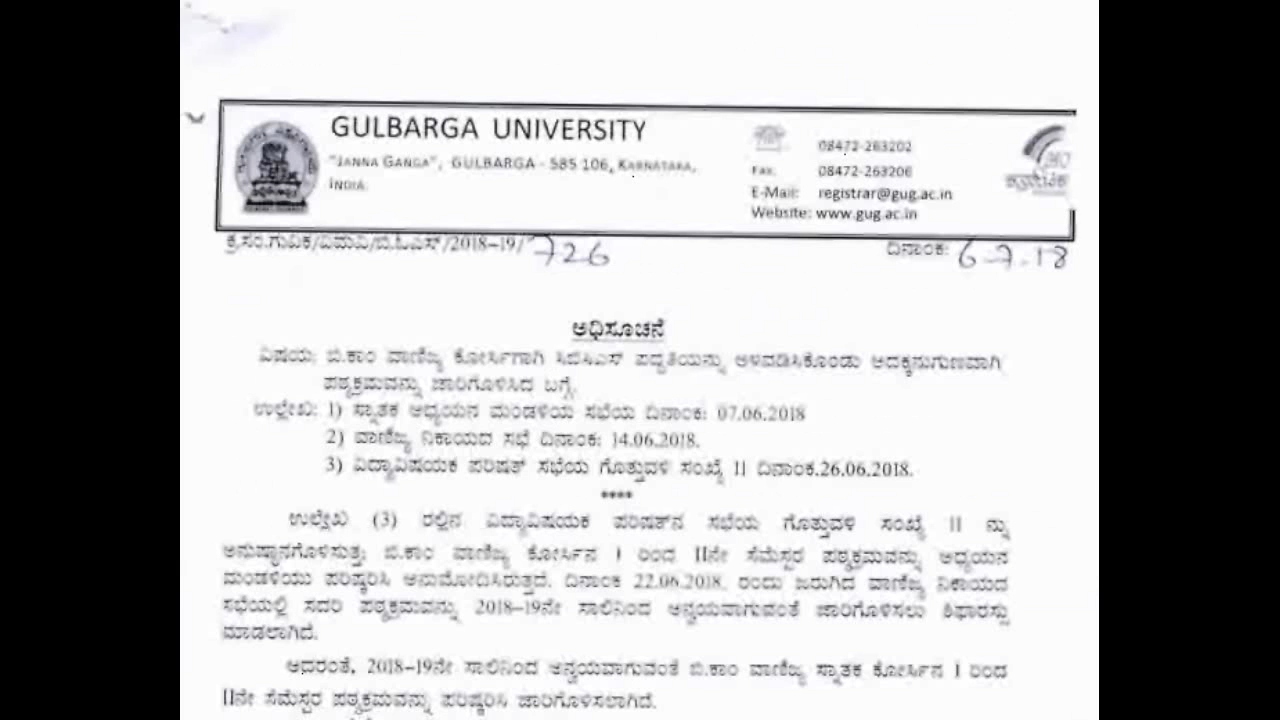 GULBARGA UNIVERSITY
"JANNA GANGA", GULBARGA - 585 106, KARNATAKA,
INDIA
08472-263202
Fax: 08472-263206
E-Mail: registrar@gug.ac.in
Website: www.gug.ac.in
ಕ್ರ.ಸಂ.ಗುವಿಕ/ವಿಮವಿ/ಬಿ.ಓ.ಎಸ್/2018-19/726 ದಿನಾಂಕ: 6-7-18
ಅಧಿಸೂಚನೆ
ವಿಷಯ: ಬಿ.ಕಾಂ ವಾಣಿಜ್ಯ ಕೋರ್ಸಿಗಾಗಿ ಸಿಬಿಸಿಎಸ್ ಪದ್ಧತಿಯನ್ನು ಅಳವಡಿಸಿಕೊಂಡು ಅದಕ್ಕನುಗುಣವಾಗಿ
ಪಠ್ಯಕ್ರಮವನ್ನು ಜಾರಿಗೊಳಿಸಿದ ಬಗ್ಗೆ.
ಉಲ್ಲೇಖ: 1) ಸ್ನಾತಕ ಅಧ್ಯಯನ ಮಂಡಳಿಯ ಸಭೆಯ ದಿನಾಂಕ: 07.06.2018
2) ವಾಣಿಜ್ಯ ನಿಕಾಯದ ಸಭೆ ದಿನಾಂಕ: 14.06.2018.
3) ವಿದ್ಯಾವಿಷಯಕ ಪರಿಷತ್ ಸಭೆಯ ಗೊತ್ತುವಳಿ ಸಂಖ್ಯೆ 11 ದಿನಾಂಕ.26.06.2018.
****
ಉಲ್ಲೇಖ (3) ರಲ್ಲಿನ ವಿದ್ಯಾವಿಷಯಕ ಪರಿಷತ್‌ನ ಸಭೆಯ ಗೊತ್ತುವಳಿ ಸಂಖ್ಯೆ 11 ನ್ನು
ಅನುಷ್ಠಾನಗೊಳಿಸುತ್ತ; ಬಿ.ಕಾಂ ವಾಣಿಜ್ಯ ಕೋರ್ಸಿನ I ರಿಂದ IIನೇ ಸೆಮೆಸ್ಟರ ಪಠ್ಯಕ್ರಮವನ್ನು ಅಧ್ಯಯನ
ಮಂಡಳಿಯು ಪರಿಷ್ಕರಿಸಿ ಅನುಮೋದಿಸಿರುತ್ತದೆ. ದಿನಾಂಕ 22.06.2018. ರಂದು ಜರುಗಿದ ವಾಣಿಜ್ಯ ನಿಕಾಯದ
ಸಭೆಯಲ್ಲಿ ಸದರಿ ಪಠ್ಯಕ್ರಮವನ್ನು 2018-19ನೇ ಸಾಲಿನಿಂದ ಅನ್ವಯವಾಗುವಂತೆ ಜಾರಿಗೊಳಿಸಲು ಶಿಫಾರಸ್ಸು
ಮಾಡಲಾಗಿದೆ.
ಅದರಂತೆ, 2018-19ನೇ ಸಾಲಿನಿಂದ ಅನ್ವಯವಾಗುವಂತೆ ಬಿ.ಕಾಂ ವಾಣಿಜ್ಯ ಸ್ನಾತಕ ಕೋರ್ಸಿನ I ರಿಂದ
IIನೇ ಸೆಮೆಸ್ಟರ ಪಠ್ಯಕ್ರಮವನ್ನು ಪರಿಷ್ಕರಿಸಿ ಜಾರಿಗೊಳಿಸಲಾಗಿದೆ.